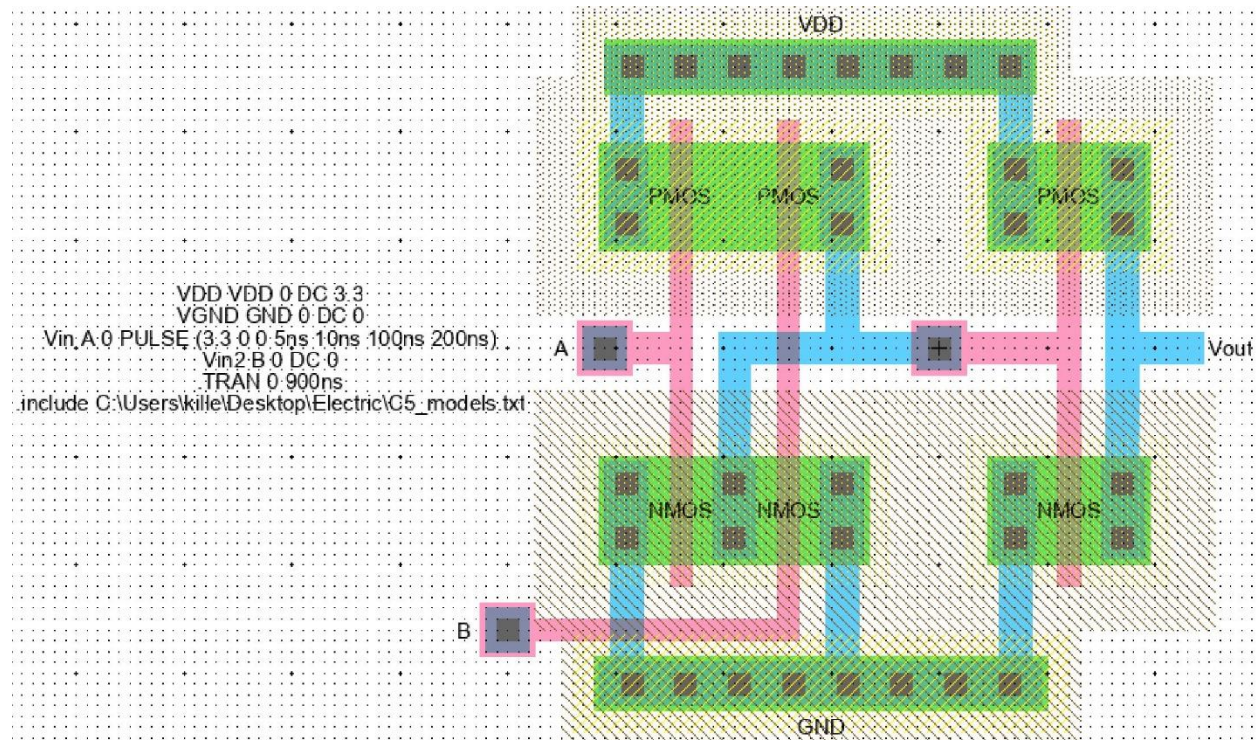 VDD
PMOS PMOS PMOS
VDD VDD 0 DC 3.3
VGND GND 0 DC 0
Vin A 0 PULSE (3.3 0 0 5ns 10ns 100ns 200ns)
Vin2 B 0 DC 0
.TRAN 0 900ns
.include C:\Users\kille\Desktop\Electric\C5_models.txt
A
Vout
NMOS NMOS NMOS
B
GND